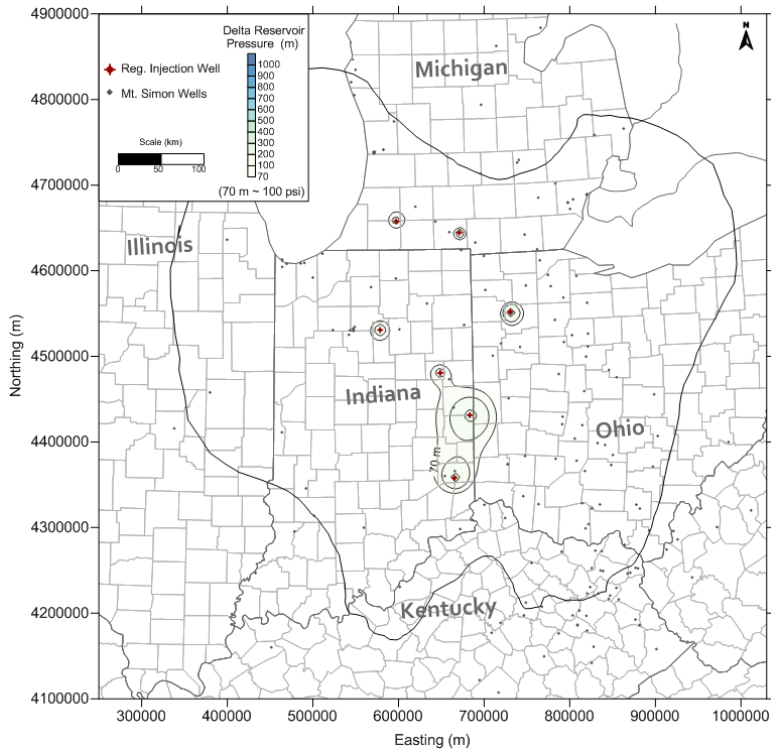 4900000
4800000
4700000
4600000
4500000
4400000
4300000
4200000
4100000
Northing (m)
Reg. Injection Well
Mt. Simon Wells
Scale (km)
0 50 100
Delta Reservoir
Pressure (m)
1000
900
800
700
600
500
400
300
200
100
70
(70 m ~ 100 psi)
N
Michigan
Illinois
Indiana
Ohio
70 m
Kentucky
300000 400000 500000 600000 700000 800000 900000 1000000
Easting (m)